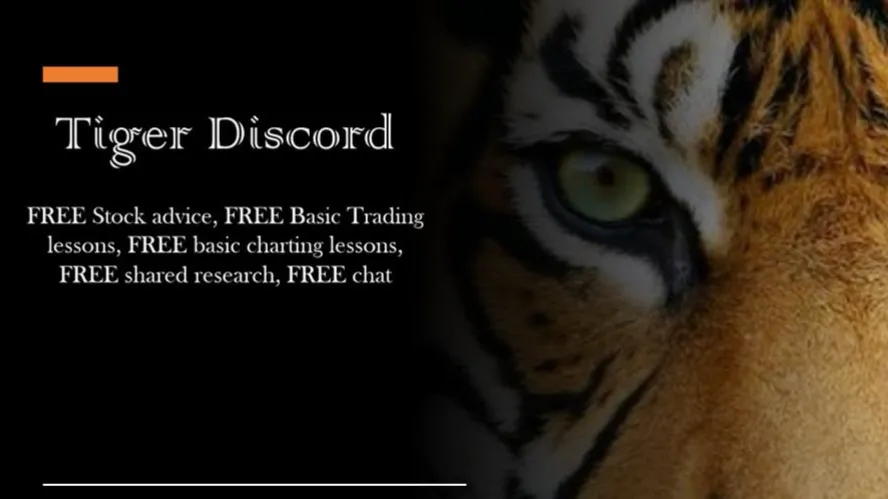 Tiger Discord
FREE Stock advice, FREE Basic Trading
lessons, FREE basic charting lessons,
FREE shared research, FREE chat